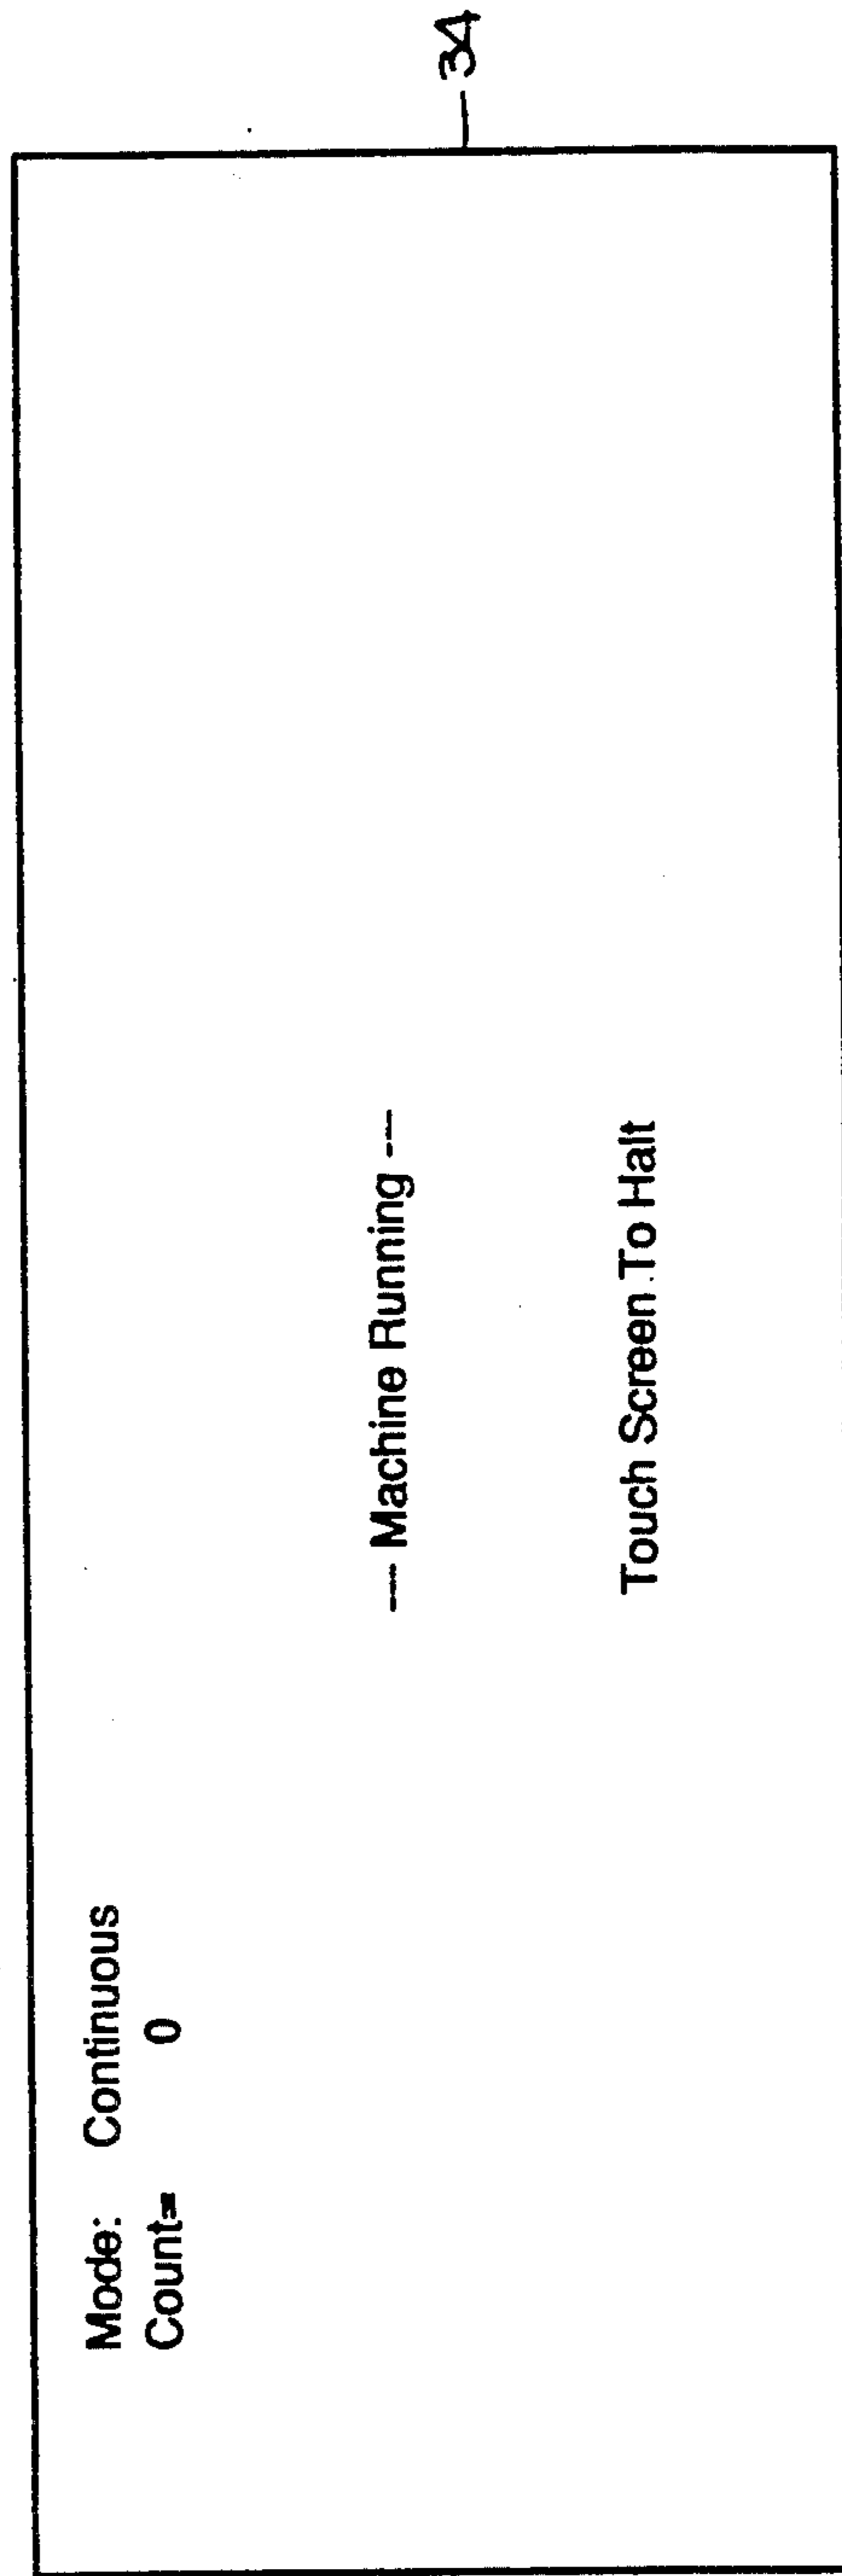 Mode: Continuous
Count= 0
--- Machine Running ---
Touch Screen To Halt
34